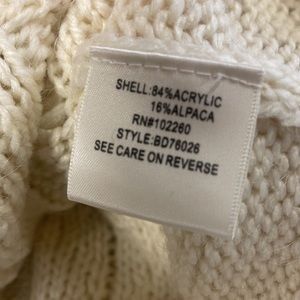 SHELL:84%ACRYLIC
16%ALPACA
RN#102260
STYLE:BD76026
SEE CARE ON REVERSE